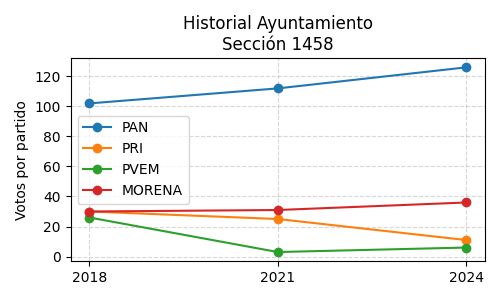 Historial Ayuntamiento
Sección 1458
Votos por partido
120
100
80
60
40
20
0
PAN
PRI
PVEM
MORENA
2018
2021
2024